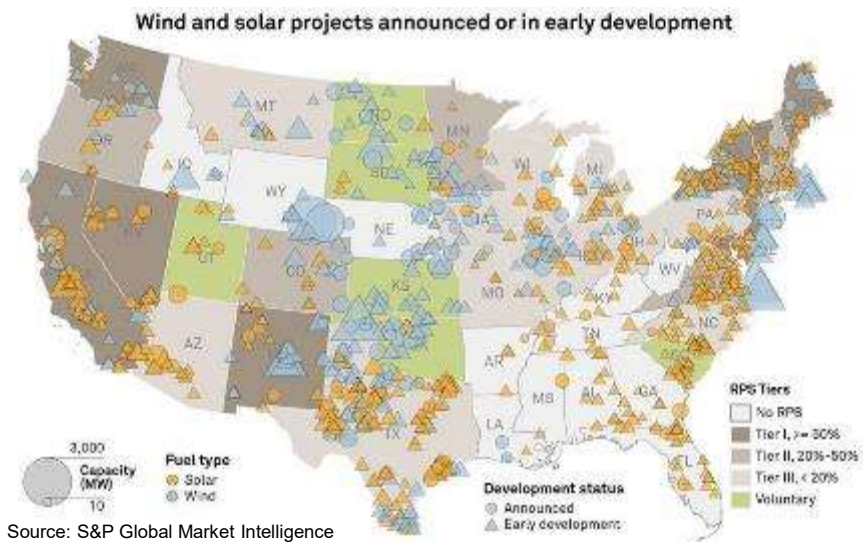 Wind and solar projects announced or in early development
MT
ND
MN
OR
ID
WI
MI
SD
WY
IA
PA
NE
UT
CO
KS
MO
WV
KY
AZ
NC
TN
AR
MS
AL
GA
LA
TX
FL
RPS Tiers
No RPS
Tier I, >= 50%
Tier II, 20%-50%
Tier III, < 20%
Voluntary
3,000
Capacity
(MW)
10
Fuel type
Solar
Wind
Development status
Announced
Early development
Source: S&P Global Market Intelligence